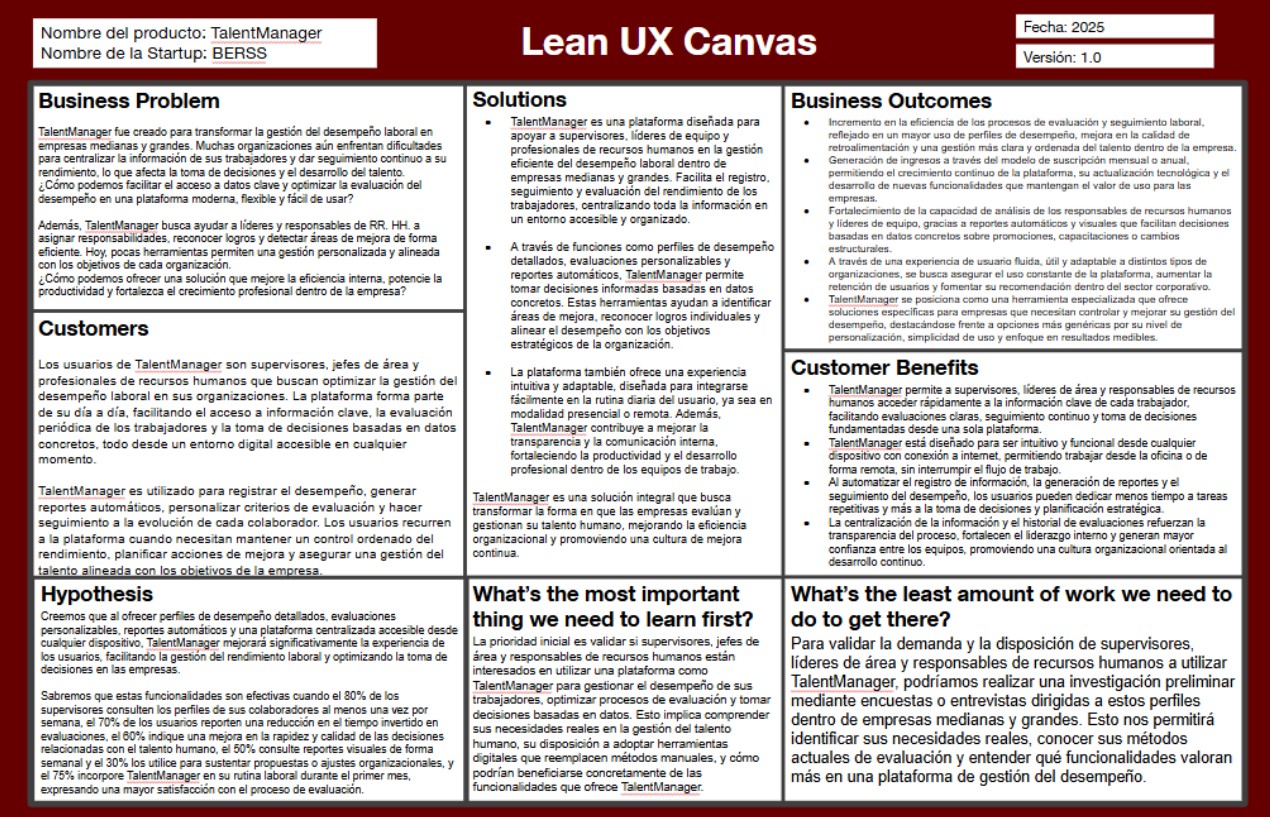 Nombre del producto: TalentManager
Nombre de la Startup: BERSS
Lean UX Canvas
Fecha: 2025
Versión: 1.0
Business Problem
TalentManager fue creado para transformar la gestión del desempeño laboral en
empresas medianas y grandes. Muchas organizaciones aún enfrentan dificultades
para centralizar la información de sus trabajadores y dar seguimiento continuo a su
rendimiento, lo que afecta la toma de decisiones y el desarrollo del talento.
¿Cómo podemos facilitar el acceso a datos clave y optimizar la evaluación del
desempeño en una plataforma moderna, flexible y fácil de usar?
Además, TalentManager busca ayudar a líderes y responsables de RR. HH. a
asignar responsabilidades, reconocer logros y detectar áreas de mejora de forma
eficiente. Hoy, pocas herramientas permiten una gestión personalizada y alineada
con los objetivos de cada organización.
¿Cómo podemos ofrecer una solución que mejore la eficiencia interna, potencie la
productividad y fortalezca el crecimiento profesional dentro de la empresa?
Customers
Los usuarios de TalentManager son supervisores, jefes de área y
profesionales de recursos humanos que buscan optimizar la gestión del
desempeño laboral en sus organizaciones. La plataforma forma parte
de su día a día, facilitando el acceso a información clave, la evaluación
periódica de los trabajadores y la toma de decisiones basadas en datos
concretos, todo desde un entorno digital accesible en cualquier
momento.
TalentManager es utilizado para registrar el desempeño, generar
reportes automáticos, personalizar criterios de evaluación y hacer
seguimiento a la evolución de cada colaborador. Los usuarios recurren
a la plataforma cuando necesitan mantener un control ordenado del
rendimiento, planificar acciones de mejora y asegurar una gestión del
talento alineada con los objetivos de la empresa.
Solutions
• TalentManager es una plataforma diseñada para
apoyar a supervisores, líderes de equipo y
profesionales de recursos humanos en la gestión
eficiente del desempeño laboral dentro de
empresas medianas y grandes. Facilita el registro,
seguimiento y evaluación del rendimiento de los
trabajadores, centralizando toda la información en
un entorno accesible y organizado.
• A través de funciones como perfiles de desempeño
detallados, evaluaciones personalizables y
reportes automáticos, TalentManager permite
tomar decisiones informadas basadas en datos
concretos. Estas herramientas ayudan a identificar
áreas de mejora, reconocer logros individuales y
alinear el desempeño con los objetivos
estratégicos de la organización.
• La plataforma también ofrece una experiencia
intuitiva y adaptable, diseñada para integrarse
fácilmente en la rutina diaria del usuario, ya sea en
modalidad presencial o remota. Además,
TalentManager contribuye a mejorar la
transparencia y la comunicación interna,
fortaleciendo la productividad y el desarrollo
profesional dentro de los equipos de trabajo.
TalentManager es una solución integral que busca
transformar la forma en que las empresas evalúan y
gestionan su talento humano, mejorando la eficiencia
organizacional y promoviendo una cultura de mejora
continua.
Business Outcomes
• Incremento en la eficiencia de los procesos de evaluación y seguimiento laboral,
reflejado en un mayor uso de perfiles de desempeño, mejora en la calidad de
retroalimentación y una gestión más clara y ordenada del talento dentro de la empresa.
• Generación de ingresos a través del modelo de suscripción mensual o anual,
permitiendo el crecimiento continuo de la plataforma, su actualización tecnológica y el
desarrollo de nuevas funcionalidades que mantengan el valor de uso para las
empresas.
• Fortalecimiento de la capacidad de análisis de los responsables de recursos humanos
y líderes de equipo, gracias a reportes automáticos y visuales que facilitan decisiones
basadas en datos concretos sobre promociones, capacitaciones o cambios
estructurales.
• A través de una experiencia de usuario fluida, útil y adaptable a distintos tipos de
organizaciones, se busca asegurar el uso constante de la plataforma, aumentar la
retención de usuarios y fomentar su recomendación dentro del sector corporativo.
• TalentManager se posiciona como una herramienta especializada que ofrece
soluciones específicas para empresas que necesitan controlar y mejorar su gestión del
desempeño, destacándose frente a opciones más genéricas por su nivel de
personalización, simplicidad de uso y enfoque en resultados medibles.
Customer Benefits
• TalentManager permite a supervisores, líderes de área y responsables de recursos
humanos acceder rápidamente a la información clave de cada trabajador,
facilitando evaluaciones claras, seguimiento continuo y toma de decisiones
fundamentadas desde una sola plataforma.
• TalentManager está diseñado para ser intuitivo y funcional desde cualquier
dispositivo con conexión a internet, permitiendo trabajar desde la oficina o de
forma remota, sin interrumpir el flujo de trabajo.
• Al automatizar el registro de información, la generación de reportes y el
seguimiento del desempeño, los usuarios pueden dedicar menos tiempo a tareas
repetitivas y más a la toma de decisiones y planificación estratégica.
• La centralización de la información y el historial de evaluaciones refuerzan la
transparencia del proceso, fortalecen el liderazgo interno y generan mayor
confianza entre los equipos, promoviendo una cultura organizacional orientada al
desarrollo continuo.
Hypothesis
Creemos que al ofrecer perfiles de desempeño detallados, evaluaciones
personalizables, reportes automáticos y una plataforma centralizada accesible desde
cualquier dispositivo, TalentManager mejorará significativamente la experiencia de
los usuarios, facilitando la gestión del rendimiento laboral y optimizando la toma de
decisiones en las empresas.
Sabremos que estas funcionalidades son efectivas cuando el 80% de los
supervisores consulten los perfiles de sus colaboradores al menos una vez por
semana, el 70% de los usuarios reporten una reducción en el tiempo invertido en
evaluaciones, el 60% indique una mejora en la rapidez y calidad de las decisiones
relacionadas con el talento humano, el 50% consulte reportes visuales de forma
semanal y el 30% los utilice para sustentar propuestas o ajustes organizacionales, y
el 75% incorpore TalentManager en su rutina laboral durante el primer mes,
expresando una mayor satisfacción con el proceso de evaluación.
What's the most important
thing we need to learn first?
La prioridad inicial es validar si supervisores, jefes de
área y responsables de recursos humanos están
interesados en utilizar una plataforma como
TalentManager para gestionar el desempeño de sus
trabajadores, optimizar procesos de evaluación y tomar
decisiones basadas en datos. Esto implica comprender
sus necesidades reales en la gestión del talento
humano, su disposición a adoptar herramientas
digitales que reemplacen métodos manuales, y cómo
podrían beneficiarse concretamente de las
funcionalidades que ofrece TalentManager.
What's the least amount of work we need to
do to get there?
Para validar la demanda y la disposición de supervisores,
líderes de área y responsables de recursos humanos a utilizar
TalentManager, podríamos realizar una investigación preliminar
mediante encuestas o entrevistas dirigidas a estos perfiles
dentro de empresas medianas y grandes. Esto nos permitirá
identificar sus necesidades reales, conocer sus métodos
actuales de evaluación y entender qué funcionalidades valoran
más en una plataforma de gestión del desempeño.